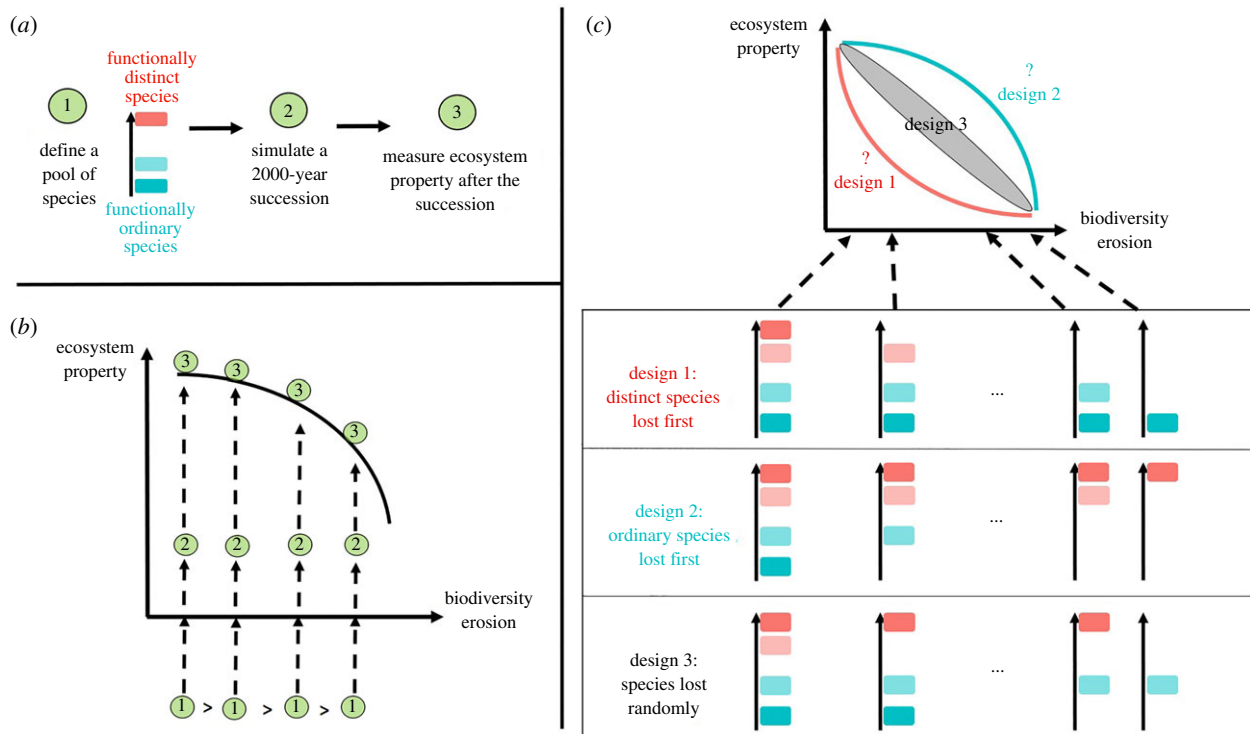 (a)
functionally
distinct
species
1
define a
pool of
species
functionally
ordinary
species
2
simulate a
2000-year
succession
3
measure ecosystem
property after the
succession
(b)
ecosystem
property
3
3
3
3
2
2
2
2
biodiversity
erosion
1 > 1 > 1 > 1
(c)
ecosystem
property
?
design 2
design 3
?
design 1
biodiversity
erosion
design 1:
distinct species
lost first
...
design 2:
ordinary species
lost first
...
design 3:
species lost
randomly
...